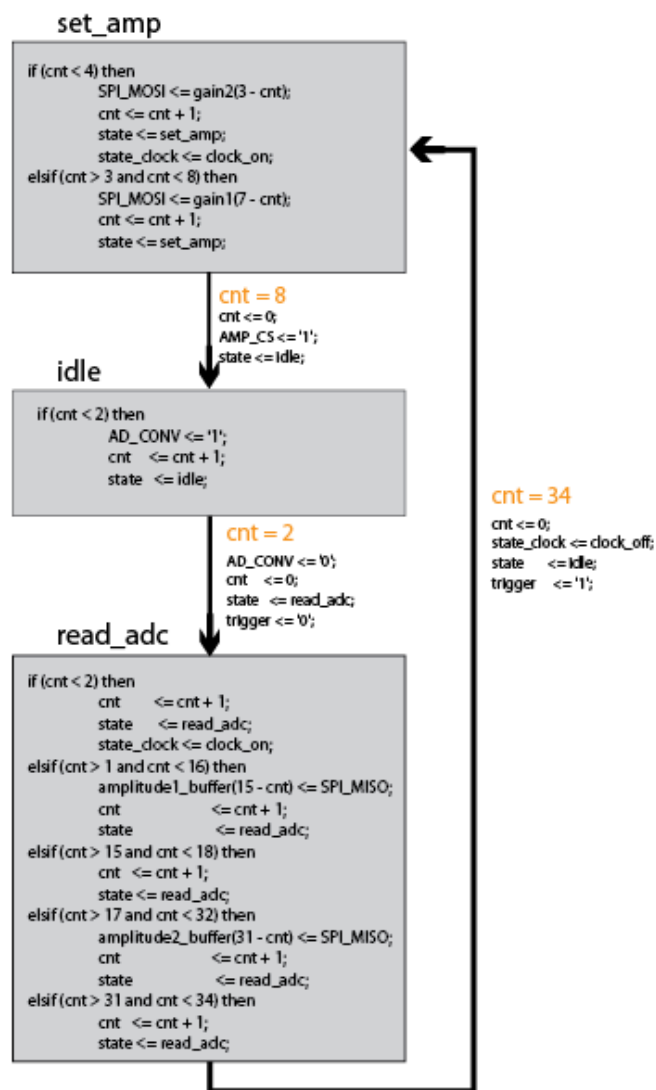 set_amp
if (cnt < 4) then
SPI_MOSI <= gain2(3 - cnt);
cnt <= cnt + 1;
state <= set_amp;
state_clock <= clock_on;
elsif (cnt > 3 and cnt < 8) then
SPI_MOSI <= gain1(7 - cnt);
cnt <= cnt + 1;
state <= set_amp;
cnt = 8
cnt <= 0;
AMP_CS <= '1';
state <= idle;
idle
if (cnt < 2) then
AD_CONV <= '1';
cnt <= cnt + 1;
state <= idle;
cnt = 2
AD_CONV <= '0';
cnt <= 0;
state <= read_adc;
trigger <= '0';
cnt = 34
cnt <= 0;
state_clock <= clock_off;
state <= idle;
trigger <= '1';
read_adc
if (cnt < 2) then
cnt <= cnt + 1;
state <= read_adc;
state_clock <= clock_on;
elsif (cnt > 1 and cnt < 16) then
amplitude1_buffer(15 - cnt) <= SPI_MISO;
cnt <= cnt + 1;
state <= read_adc;
elsif (cnt > 15 and cnt < 18) then
cnt <= cnt + 1;
state <= read_adc;
elsif (cnt > 17 and cnt < 32) then
amplitude2_buffer(31 - cnt) <= SPI_MISO;
cnt <= cnt + 1;
state <= read_adc;
elsif (cnt > 31 and cnt < 34) then
cnt <= cnt + 1;
state <= read_adc;